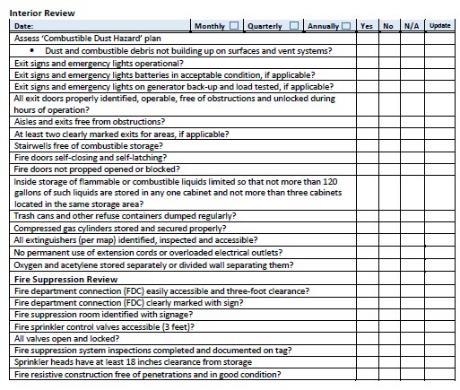 Interior Review
Date: Monthly ☐ Quarterly ☐ Annually ☐ Yes No N/A Update
Assess 'Combustible Dust Hazard' plan
• Dust and combustible debris not building up on surfaces and vent systems?
Exit signs and emergency lights operational?
Exit signs and emergency lights batteries in acceptable condition, if applicable?
Exit signs and emergency lights on generator back-up and load tested, if applicable?
All exit doors properly identified, operable, free of obstructions and unlocked during
hours of operation?
Aisles and exits free from obstructions?
At least two clearly marked exits for areas, if applicable?
Stairwells free of combustible storage?
Fire doors self-closing and self-latching?
Fire doors not propped opened or blocked?
Inside storage of flammable or combustible liquids limited so that not more than 120
gallons of such liquids are stored in any one cabinet and not more than three cabinets
located in the same storage area?
Trash cans and other refuse containers dumped regularly?
Compressed gas cylinders stored and secured properly?
All extinguishers (per map) identified, inspected and accessible?
No permanent use of extension cords or overloaded electrical outlets?
Oxygen and acetylene stored separately or divided wall separating them?
Fire Suppression Review
Fire department connection (FDC) easily accessible and three-foot clearance?
Fire department connection (FDC) clearly marked with sign?
Fire suppression room identified with signage?
Fire sprinkler control valves accessible (3 feet)?
All valves open and locked?
Fire suppression system inspections completed and documented on tag?
Sprinkler heads have at least 18 inches clearance from storage
Fire resistive construction free of penetrations and in good condition?